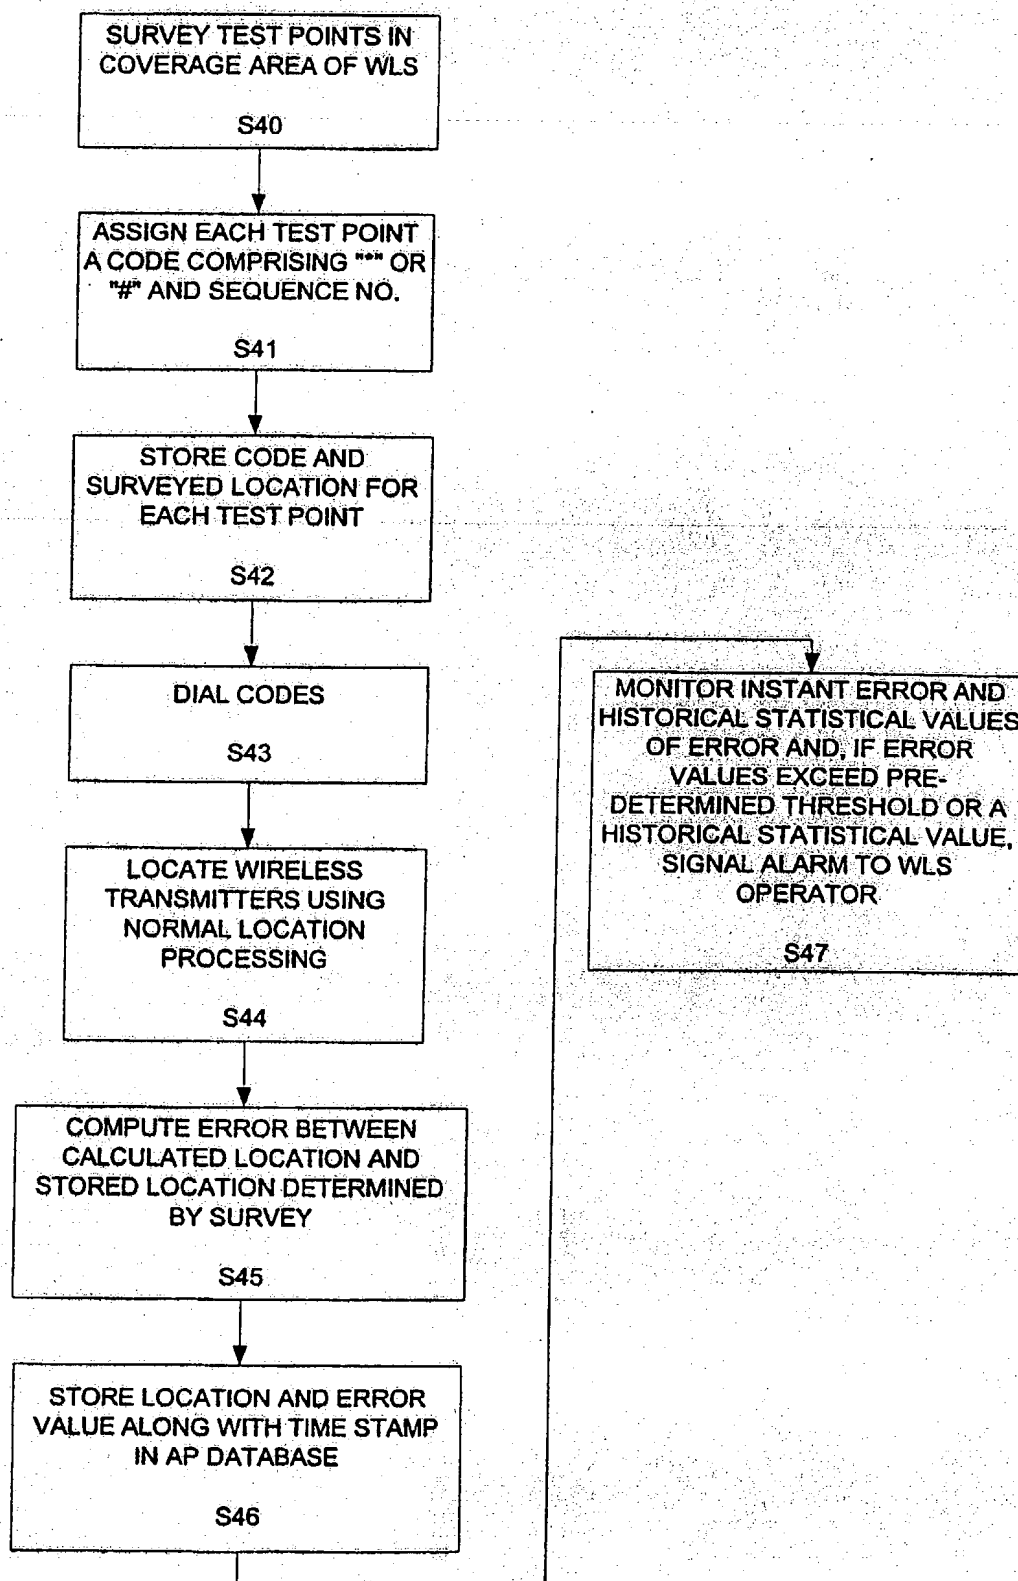 SURVEY TEST POINTS IN
COVERAGE AREA OF WLS
S40
ASSIGN EACH TEST POINT
A CODE COMPRISING "*" OR
"#" AND SEQUENCE NO.
S41
STORE CODE AND
SURVEYED LOCATION FOR
EACH TEST POINT
S42
DIAL CODES
S43
LOCATE WIRELESS
TRANSMITTERS USING
NORMAL LOCATION
PROCESSING
S44
COMPUTE ERROR BETWEEN
CALCULATED LOCATION AND
STORED LOCATION DETERMINED
BY SURVEY
S45
STORE LOCATION AND ERROR
VALUE ALONG WITH TIME STAMP
IN AP DATABASE
S46
MONITOR INSTANT ERROR AND
HISTORICAL STATISTICAL VALUES
OF ERROR AND, IF ERROR
VALUES EXCEED PRE-
DETERMINED THRESHOLD OR A
HISTORICAL STATISTICAL VALUE,
SIGNAL ALARM TO WLS
OPERATOR
S47